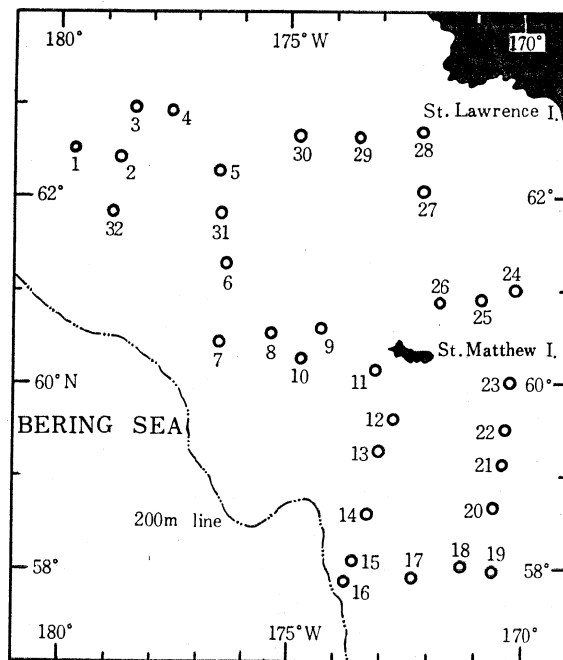 180° 175°W 170°
St. Lawrence I.
3 4
30 29 28
1 2
5
62° 62°
27
32 31
6 24
26
25
9
7 8
10
St. Matthew I.
11
60°N 23 60°
12
BERING SEA
22
13
21
200m line 14 20
15 17 18 19
58° 58°
16
180° 175°W 170°